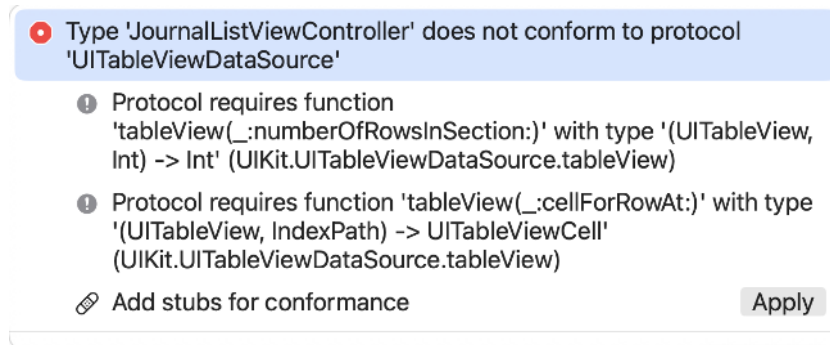 Type 'JournalListViewController' does not conform to protocol
'UITableViewDataSource'
Protocol requires function
'tableView(_:numberOfRowsInSection:)' with type '(UITableView,
Int) -> Int' (UIKit.UITableViewDataSource.tableView)
Protocol requires function 'tableView(_:cellForRowAt:)' with type
'(UITableView, IndexPath) -> UITableViewCell'
(UIKit.UITableViewDataSource.tableView)
Add stubs for conformance
Apply